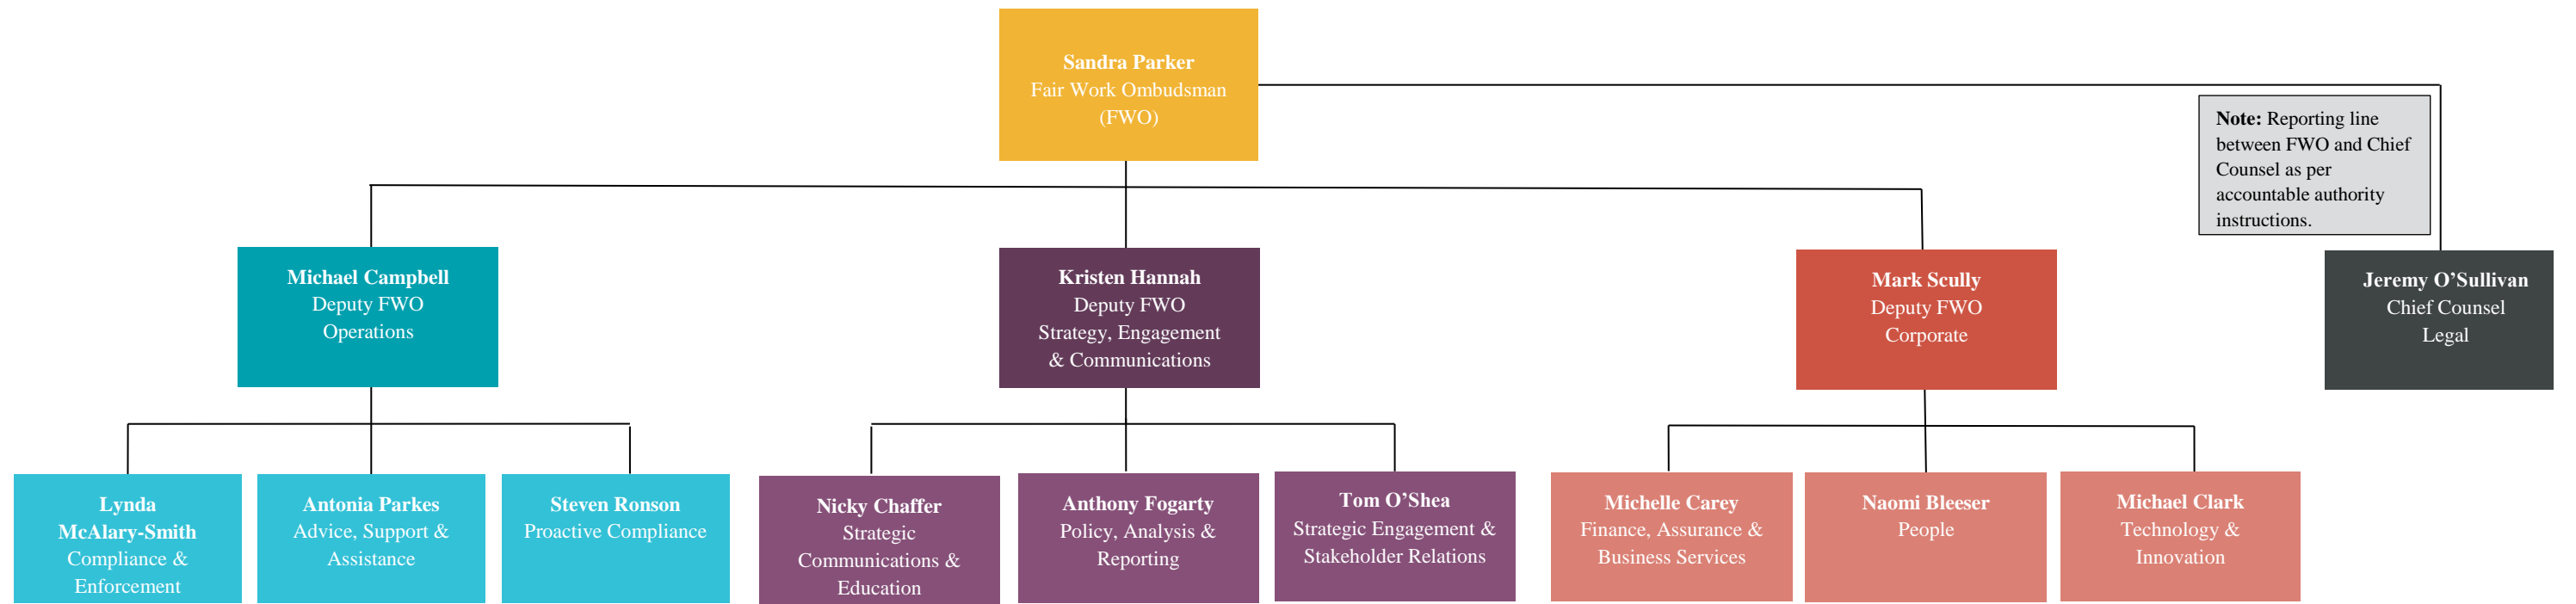 Sandra Parker
Fair Work Ombudsman
(FWO)
Note: Reporting line
between FWO and Chief
Counsel as per
accountable authority
instructions.
Michael Campbell
Deputy FWO
Operations
Kristen Hannah
Deputy FWO
Strategy, Engagement
& Communications
Mark Scully
Deputy FWO
Corporate
Jeremy O’Sullivan
Chief Counsel
Legal
Lynda
McAlary-Smith
Compliance &
Enforcement
Antonia Parkes
Advice, Support &
Assistance
Steven Ronson
Proactive Compliance
Nicky Chaffer
Strategic
Communications &
Education
Anthony Fogarty
Policy, Analysis &
Reporting
Tom O’Shea
Strategic Engagement &
Stakeholder Relations
Michelle Carey
Finance, Assurance &
Business Services
Naomi Bleeser
People
Michael Clark
Technology &
Innovation